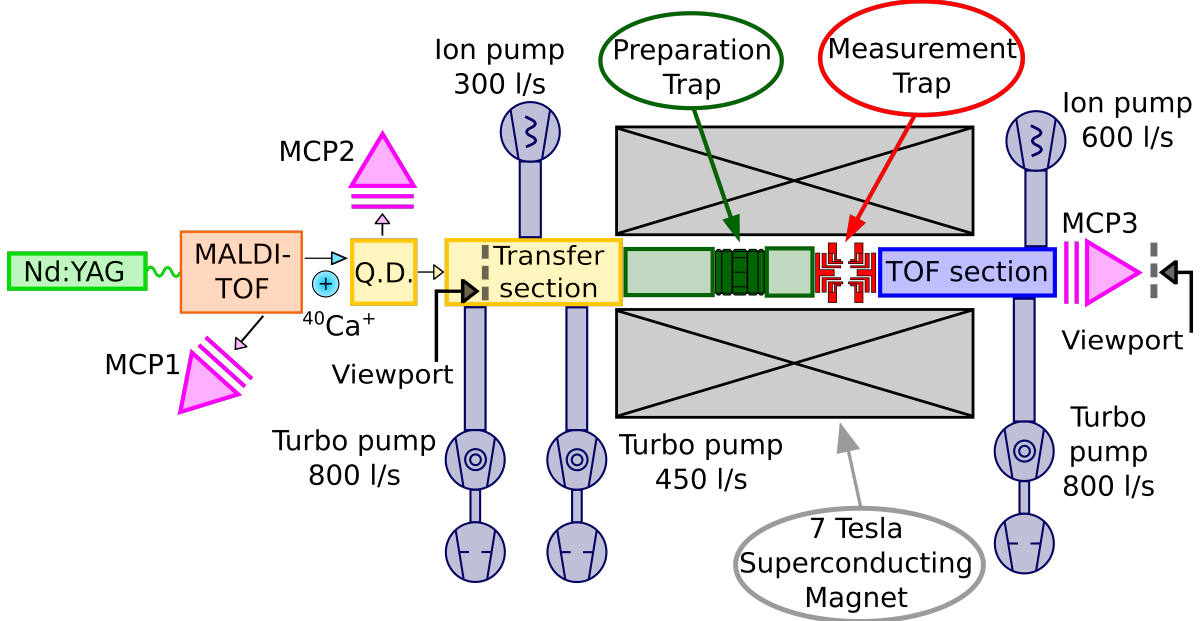 Ion pump
300 l/s
Preparation
Trap
Measurement
Trap
Ion pump
600 l/s
MCP2
MCP3
Nd:YAG
MALDI-
TOF
+
Q.D.
Transfer
section
TOF section
⁴⁰Ca⁺
MCP1
Viewport
Viewport
Turbo pump
800 l/s
Turbo pump
450 l/s
Turbo
pump
800 l/s
7 Tesla
Superconducting
Magnet